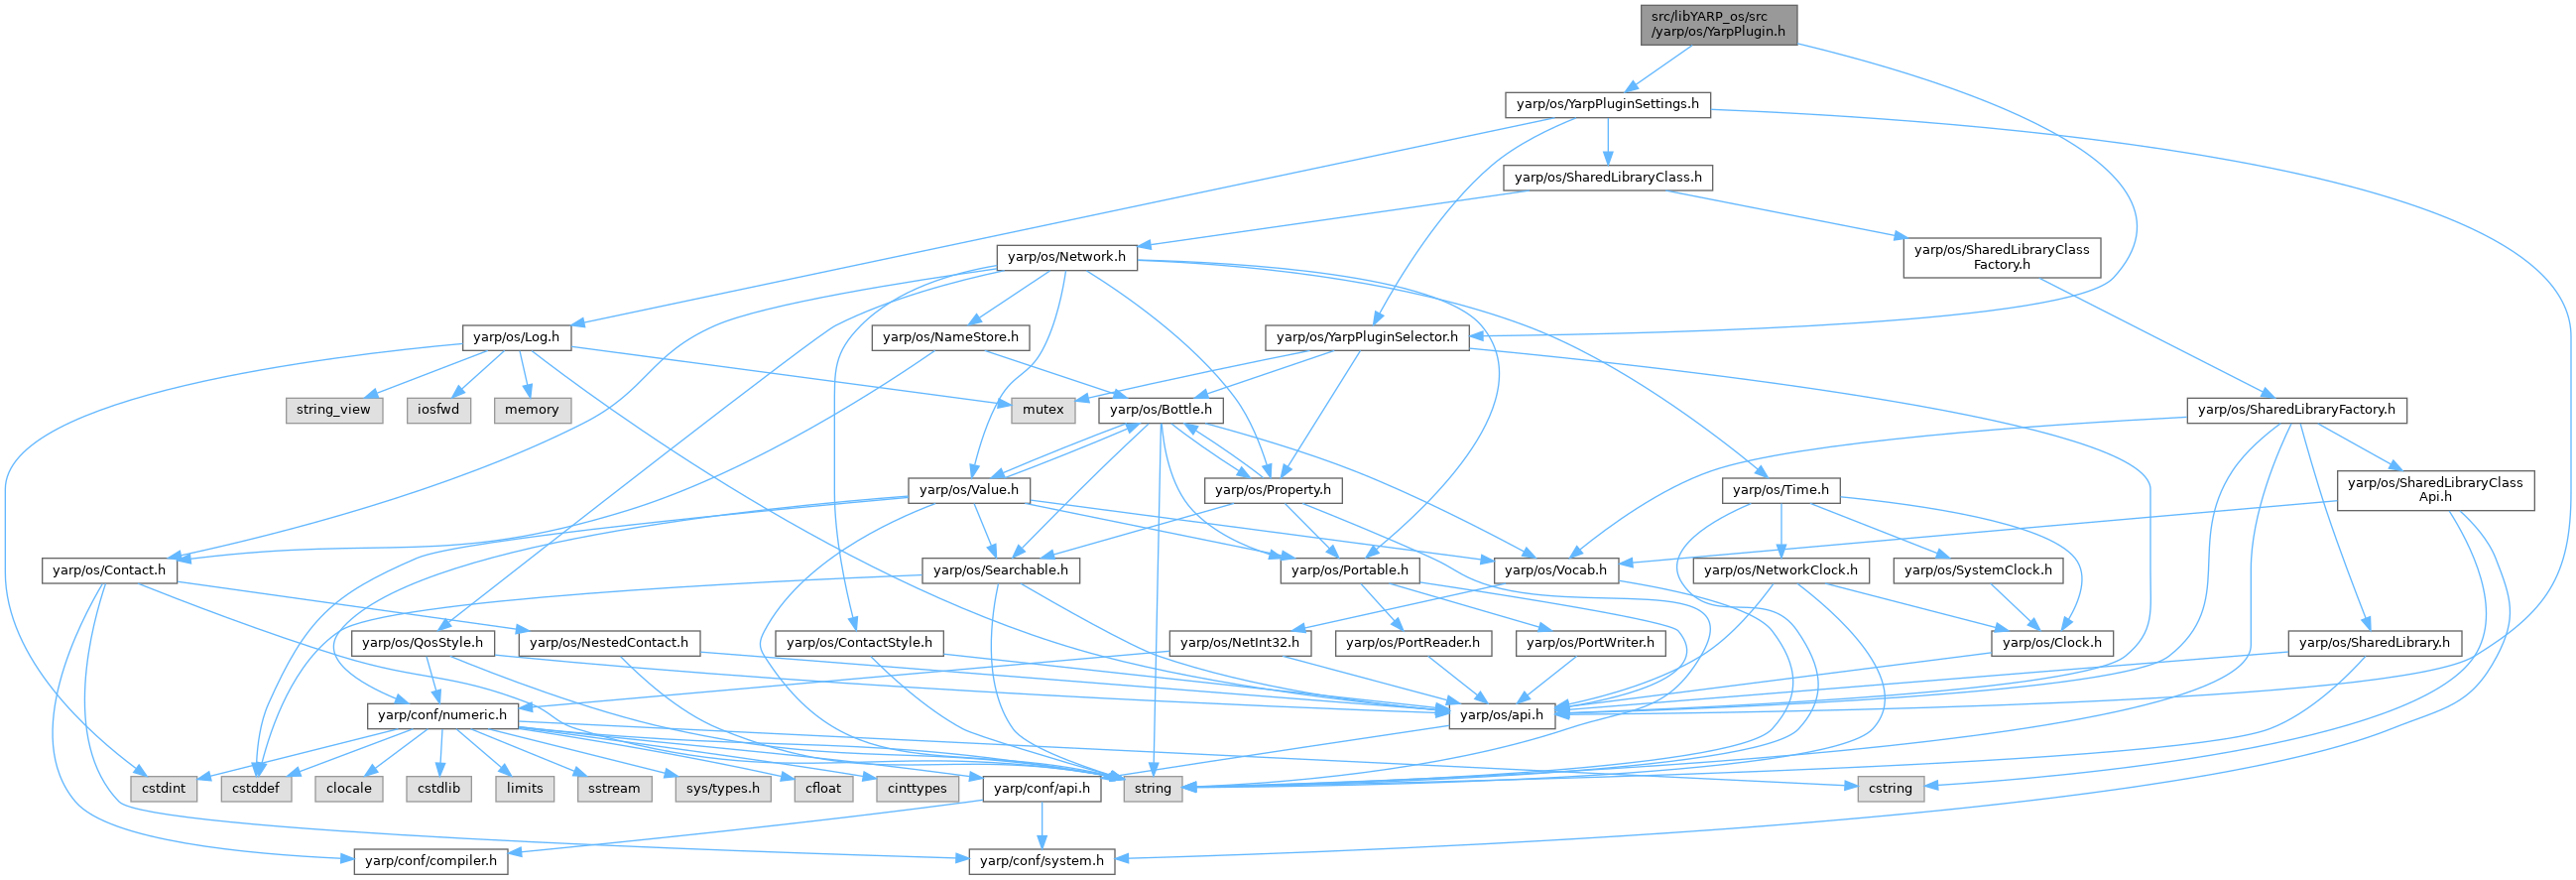 src/libYARP_os/src
/yarp/os/YarpPlugin.h
yarp/os/YarpPluginSettings.h
yarp/os/SharedLibraryClass.h
yarp/os/Network.h
yarp/os/SharedLibraryClass
Factory.h
yarp/os/Log.h
yarp/os/NameStore.h
yarp/os/YarpPluginSelector.h
string_view
iosfwd
memory
mutex
yarp/os/Bottle.h
yarp/os/SharedLibraryFactory.h
yarp/os/Value.h
yarp/os/Property.h
yarp/os/Time.h
yarp/os/SharedLibraryClass
Api.h
yarp/os/Contact.h
yarp/os/Searchable.h
yarp/os/Portable.h
yarp/os/Vocab.h
yarp/os/NetworkClock.h
yarp/os/SystemClock.h
yarp/os/QosStyle.h
yarp/os/NestedContact.h
yarp/os/ContactStyle.h
yarp/os/NetInt32.h
yarp/os/PortReader.h
yarp/os/PortWriter.h
yarp/os/Clock.h
yarp/os/SharedLibrary.h
yarp/conf/numeric.h
yarp/os/api.h
cstdint
cstddef
clocale
cstdlib
limits
sstream
sys/types.h
cfloat
cinttypes
yarp/conf/api.h
string
cstring
yarp/conf/compiler.h
yarp/conf/system.h